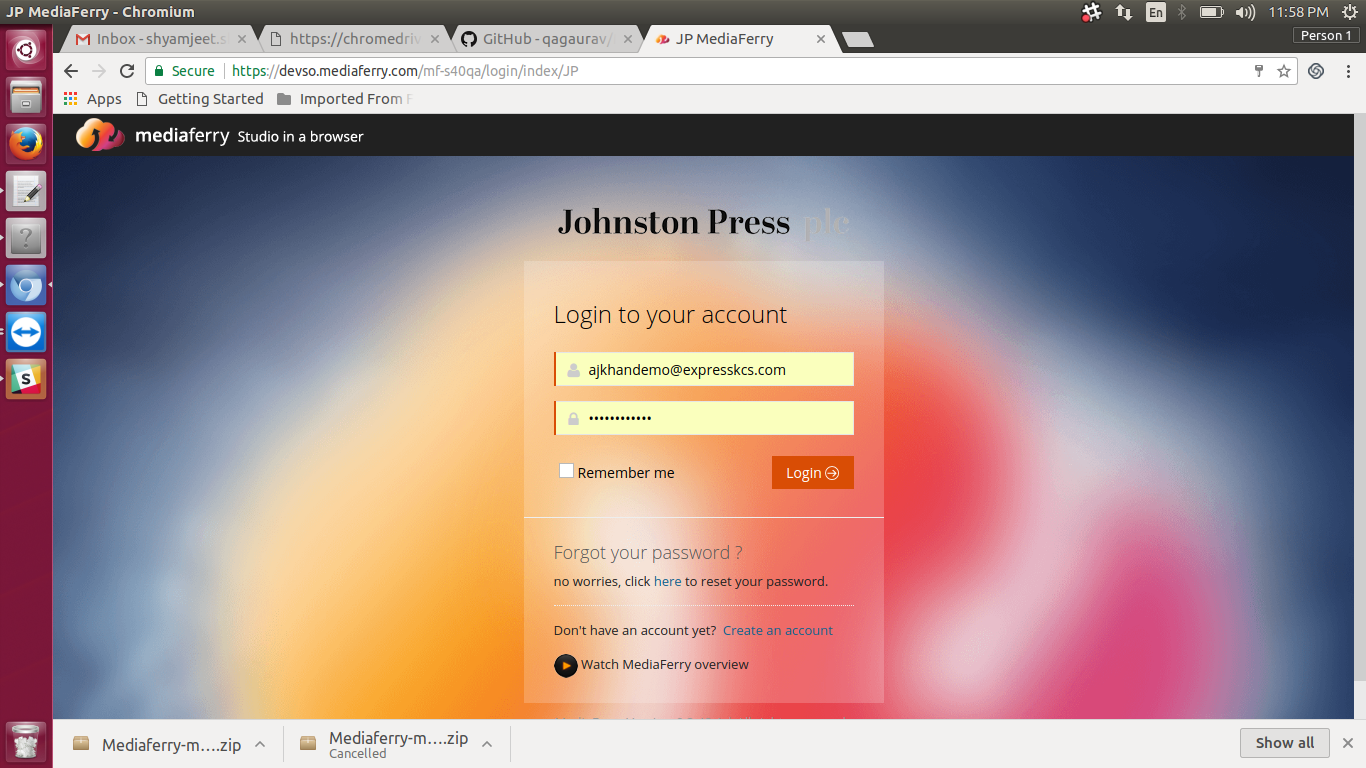 JP MediaFerry - Chromium
En
11:58 PM
Inbox - shyamjeet.s
https://chromedriv
GitHub - qagaurav/
JP MediaFerry
Person 1
Secure
https://devso.mediaferry.com/mf-s40qa/login/index/JP
Apps
Getting Started
Imported From F
mediaferry Studio in a browser
Johnston Press plc
Login to your account
ajkhandemo@expresskcs.com
••••••••••••
Remember me
Login
Forgot your password ?
no worries, click here to reset your password.
Don't have an account yet? Create an account
Watch MediaFerry overview
Mediaferry-m....zip
Mediaferry-m....zip
Cancelled
Show all